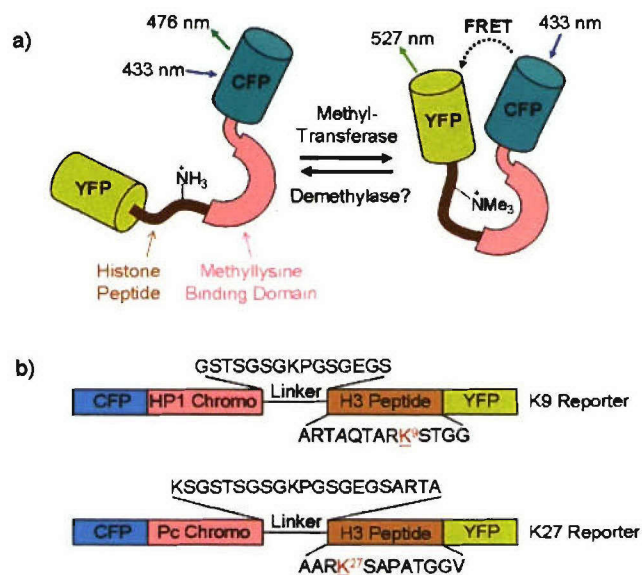 a)
476 nm
433 nm
CFP
YFP
NH3
+
Histone
Peptide
Methyllysine
Binding Domain
Methyl-
Transferase
Demethylase?
527 nm
FRET
433 nm
YFP
CFP
NMe3
+
b)
GSTSGSGKPGSGEGS
CFP HP1 Chromo Linker H3 Peptide YFP K9 Reporter
ARTAQTARK9STGG
KSGSTSGSGKPGSGEGSARTA
CFP Pc Chromo Linker H3 Peptide YFP K27 Reporter
AARK27SAPATGGV